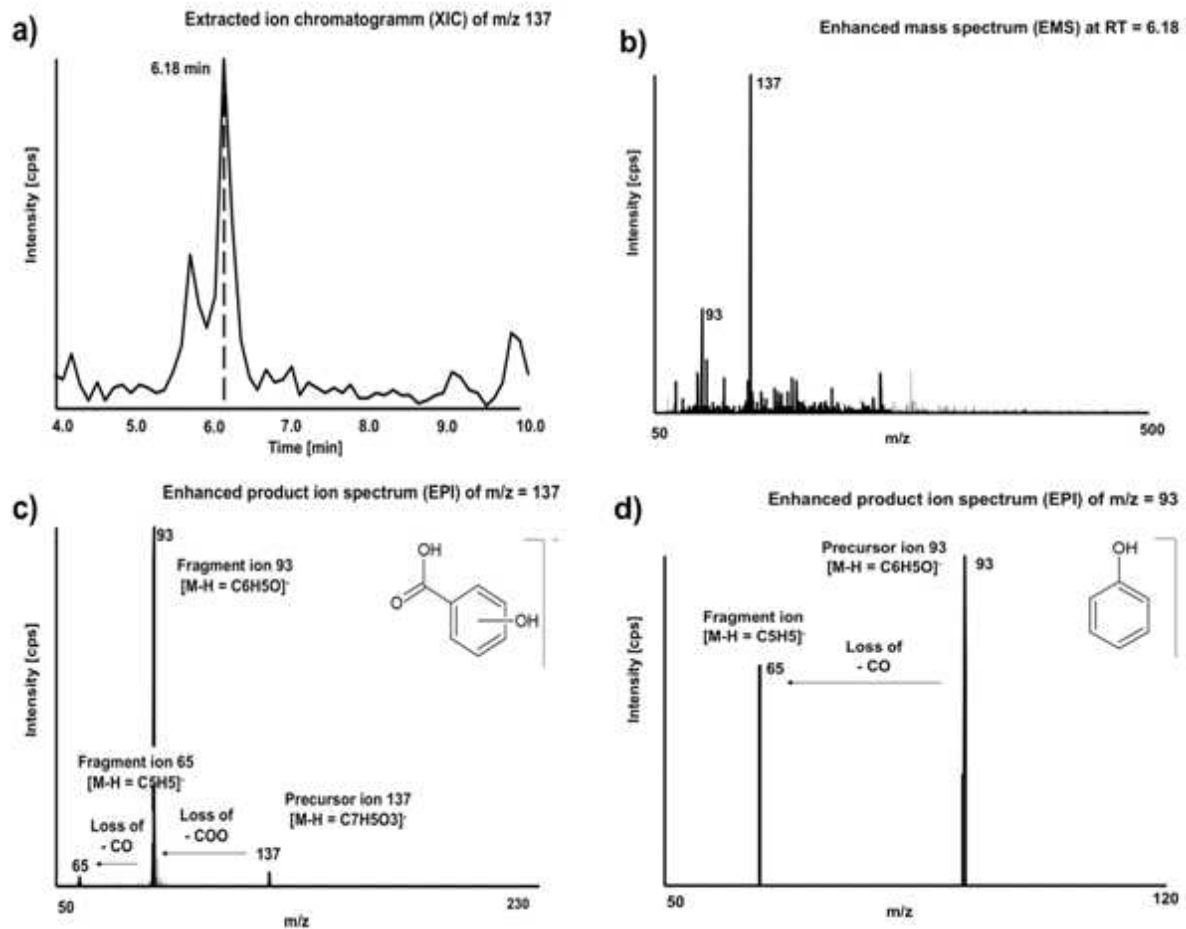 a)
Extracted ion chromatogramm (XIC) of m/z 137
6.18 min
Intensity [cps]
4.0 5.0 6.0 7.0 8.0 9.0 10.0
Time [min]
b)
Enhanced mass spectrum (EMS) at RT = 6.18
137
93
Intensity [cps]
50 500
m/z
c)
Enhanced product ion spectrum (EPI) of m/z = 137
93
Fragment ion 93
[M-H = C6H5O]-
OH
O
OH
Intensity [cps]
Fragment ion 65
[M-H = C5H5]-
Precursor ion 137
[M-H = C7H5O3]-
Loss of
- CO
Loss of
- COO
65
137
50 230
m/z
d)
Enhanced product ion spectrum (EPI) of m/z = 93
Precursor ion 93
[M-H = C6H5O]-
93
OH
Fragment ion
[M-H = C5H5]-
Loss of
- CO
65
Intensity [cps]
50 120
m/z